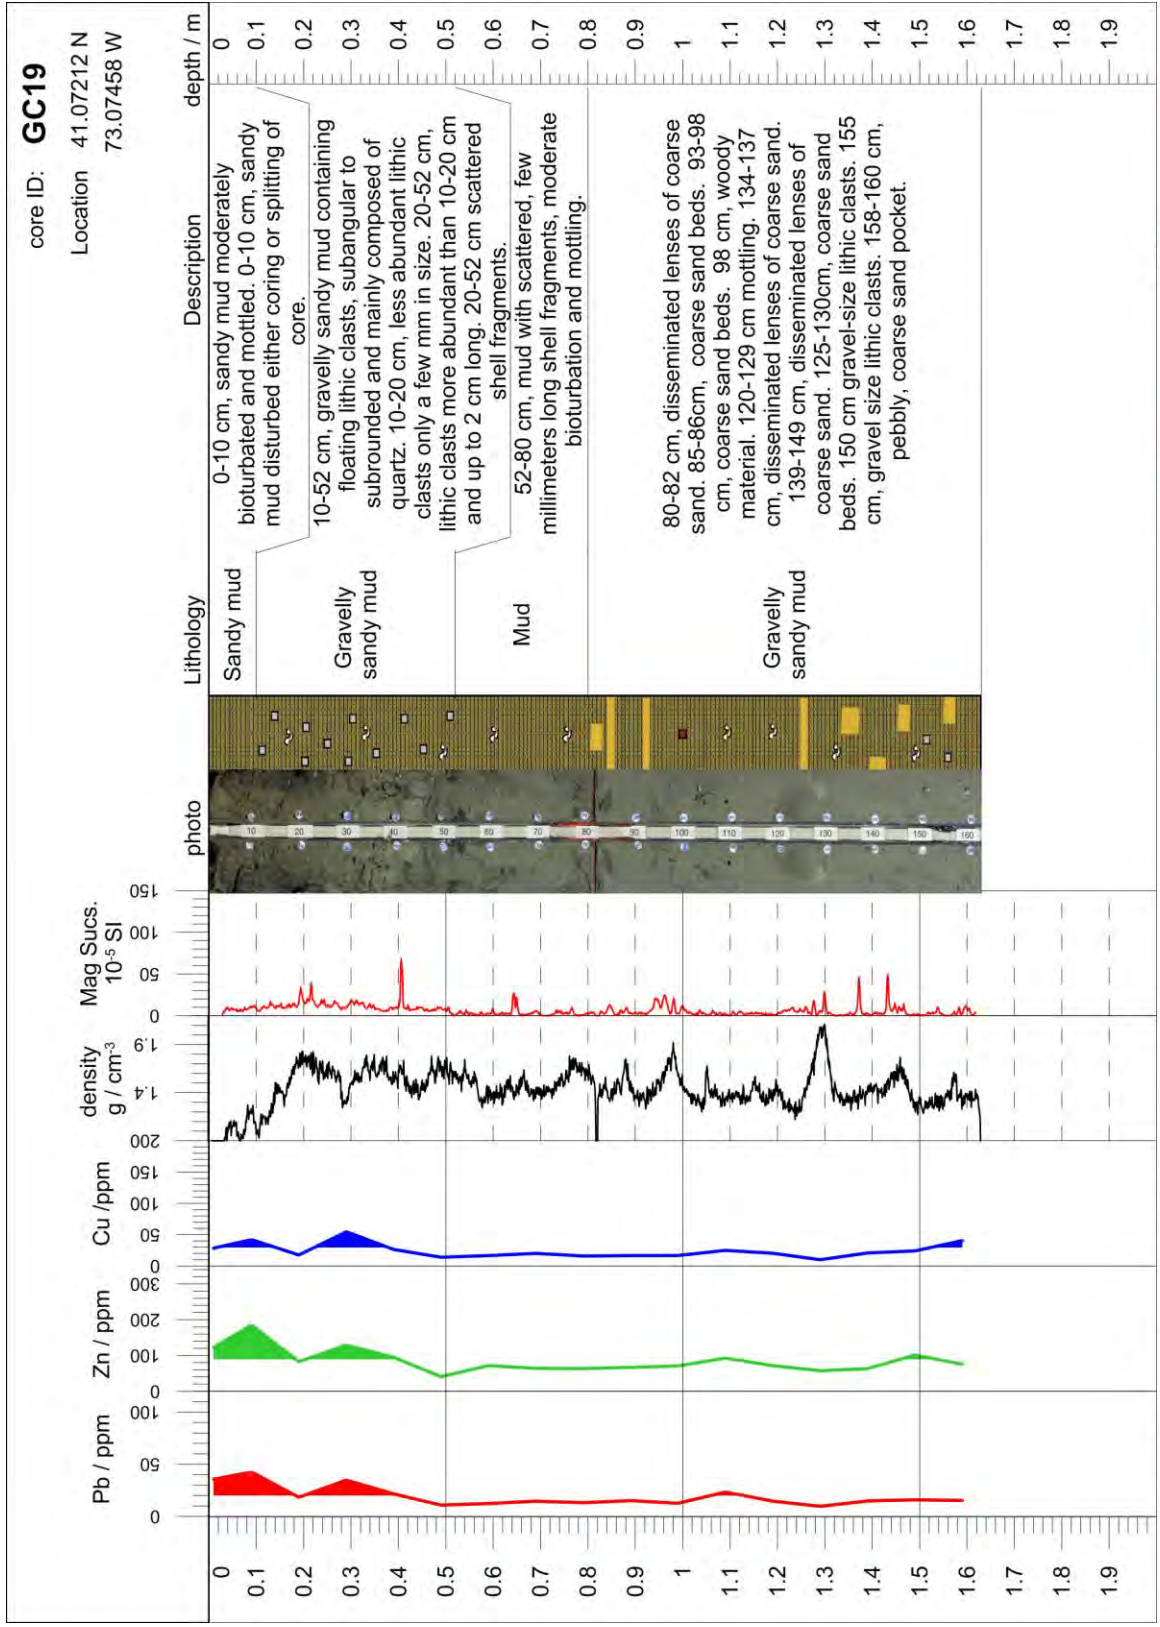 core ID: GC19
Location 41.07212 N
73.07458 W
Pb / ppm
0
50
100
Zn / ppm
0
100
200
300
Cu /ppm
0
50
100
150
200
density
g / cm-3
1.4
1.9
Mag Sucs.
10-5 SI
0
50
100
150
photo
Lithology
Description
depth / m
0
0.1
0.2
0.3
0.4
0.5
0.6
0.7
0.8
0.9
1
1.1
1.2
1.3
1.4
1.5
1.6
1.7
1.8
1.9
10
20
30
40
50
60
70
80
90
100
110
120
130
140
150
160
Sandy mud
Gravelly
sandy mud
Mud
Gravelly
sandy mud
0-10 cm, sandy mud moderately
bioturbated and mottled. 0-10 cm, sandy
mud disturbed either coring or splitting of
core.
10-52 cm, gravelly sandy mud containing
floating lithic clasts, subangular to
subrounded and mainly composed of
quartz. 10-20 cm, less abundant lithic
clasts only a few mm in size. 20-52 cm,
lithic clasts more abundant than 10-20 cm
and up to 2 cm long. 20-52 cm scattered
shell fragments.
52-80 cm, mud with scattered, few
millimeters long shell fragments, moderate
bioturbation and mottling.
80-82 cm, disseminated lenses of coarse
sand. 85-86cm, coarse sand beds. 93-98
cm, coarse sand beds. 98 cm, woody
material. 120-129 cm mottling. 134-137
cm, disseminated lenses of coarse sand.
139-149 cm, disseminated lenses of
coarse sand. 125-130cm, coarse sand
beds. 150 cm gravel-size lithic clasts. 155
cm, gravel size lithic clasts. 158-160 cm,
pebbly, coarse sand pocket.
0
0.1
0.2
0.3
0.4
0.5
0.6
0.7
0.8
0.9
1
1.1
1.2
1.3
1.4
1.5
1.6
1.7
1.8
1.9